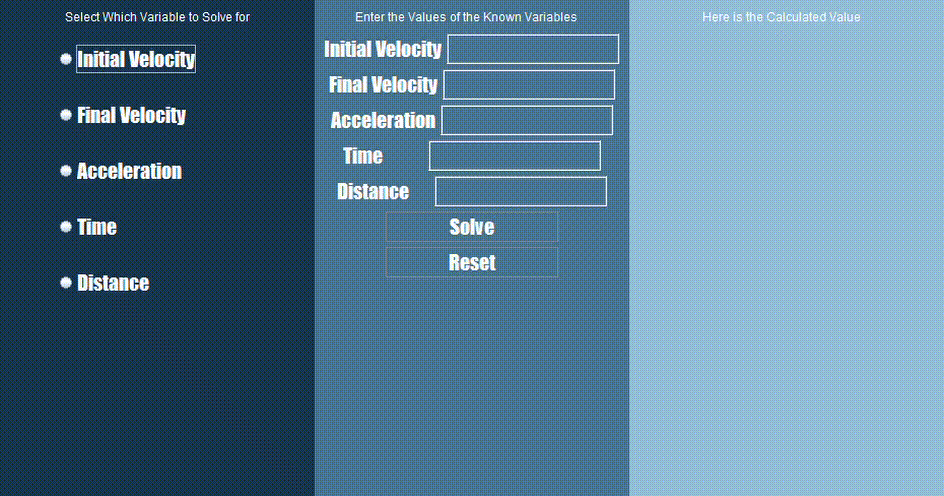 Select Which Variable to Solve for
Initial Velocity
Final Velocity
Acceleration
Time
Distance
Enter the Values of the Known Variables
Initial Velocity
Final Velocity
Acceleration
Time
Distance
Solve
Reset
Here is the Calculated Value